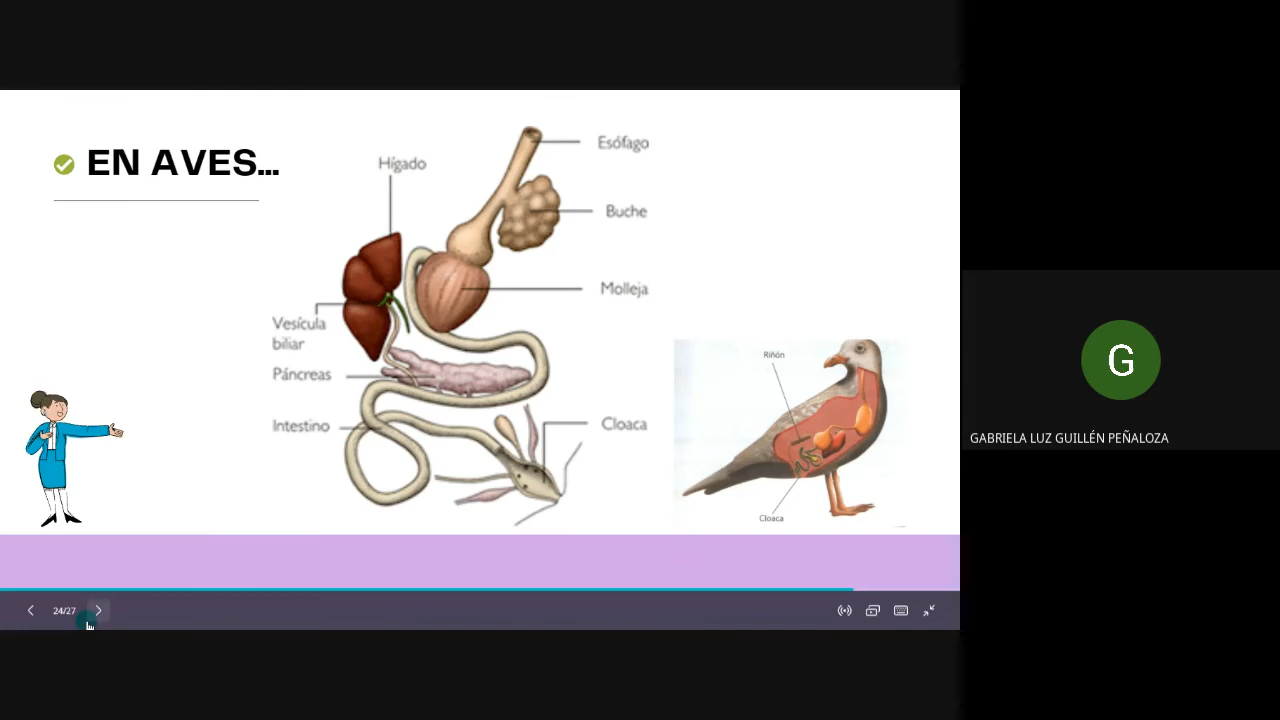 EN AVES...
Hígado
Esófago
Buche
Molleja
Vesícula
biliar
Páncreas
Intestino
Cloaca
Riñón
Cloaca
24/27
G
GABRIELA LUZ GUILLÉN PEÑALOZA